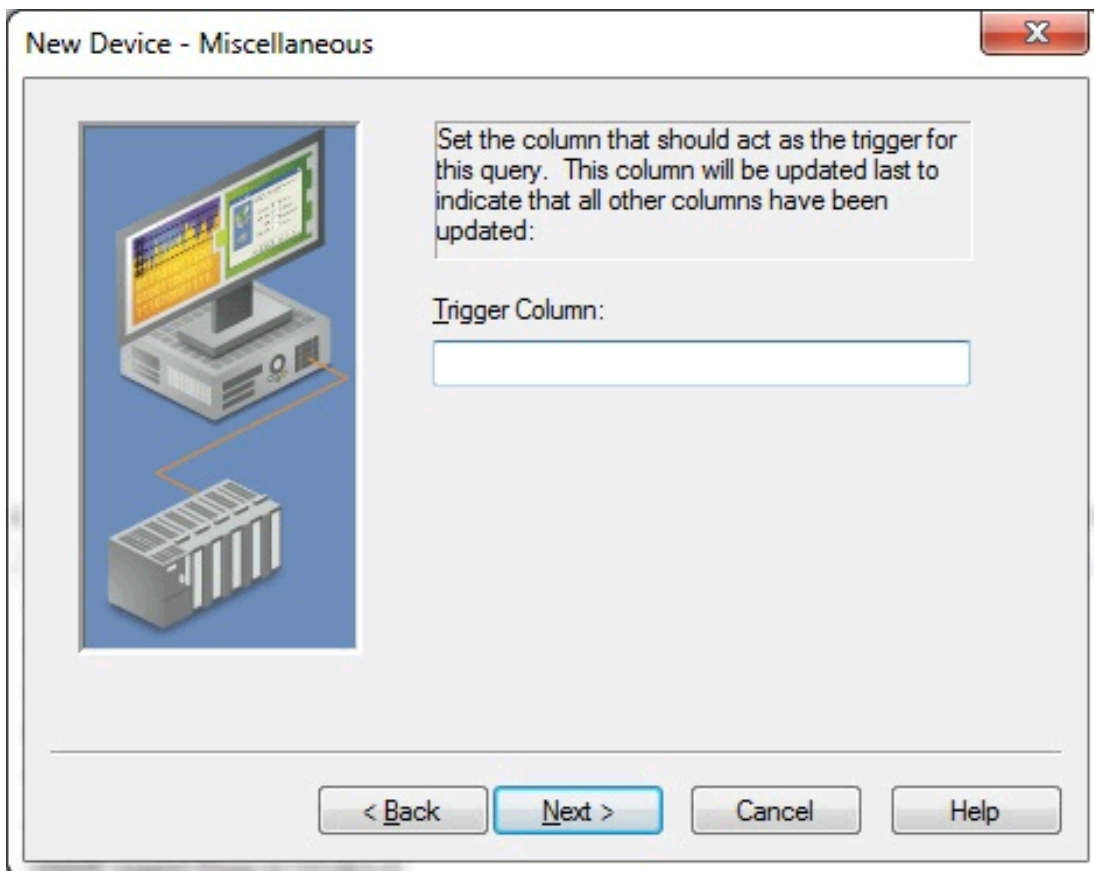 New Device - Miscellaneous
Set the column that should act as the trigger for
this query.  This column will be updated last to
indicate that all other columns have been
updated:
Trigger Column:
< Back
Next >
Cancel
Help